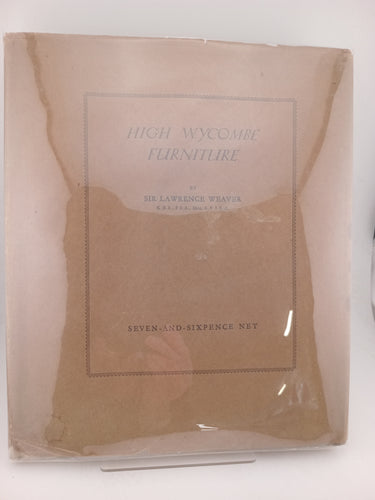 HIGH WYCOMBE
FURNITURE
BY
SIR LAWRENCE WEAVER
SEVEN-AND-SIXPENCE NET